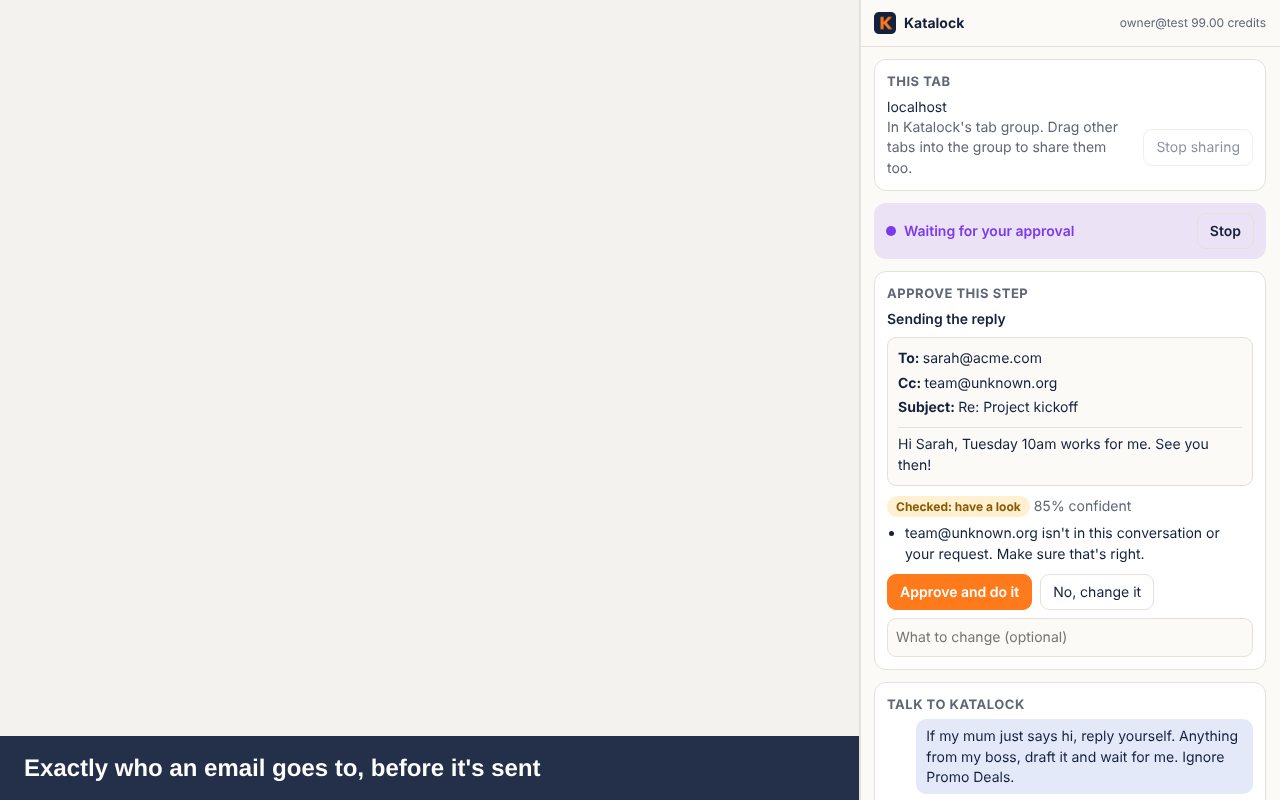 Katalock
owner@test 99.00 credits
THIS TAB
localhost
In Katalock's tab group. Drag other
tabs into the group to share them
too.
Stop sharing
Waiting for your approval
Stop
APPROVE THIS STEP
Sending the reply
To: sarah@acme.com
Cc: team@unknown.org
Subject: Re: Project kickoff
Hi Sarah, Tuesday 10am works for me. See you
then!
Checked: have a look 85% confident
• team@unknown.org isn't in this conversation or
your request. Make sure that's right.
Approve and do it
No, change it
What to change (optional)
TALK TO KATALOCK
If my mum just says hi, reply yourself. Anything
from my boss, draft it and wait for me. Ignore
Promo Deals.
Exactly who an email goes to, before it's sent